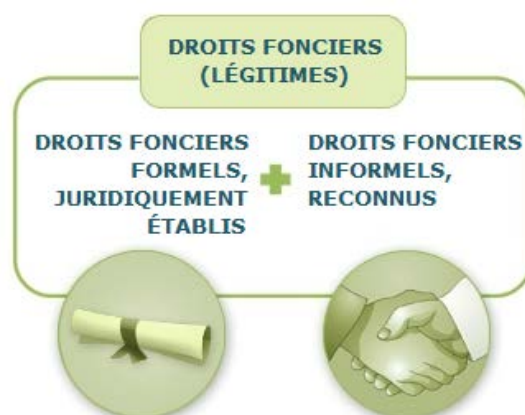 DROITS FONCIERS
(LÉGITIMES)
DROITS FONCIERS
FORMELS,
JURIDIQUEMENT
ÉTABLIS
DROITS FONCIERS
INFORMELS,
RECONNUS